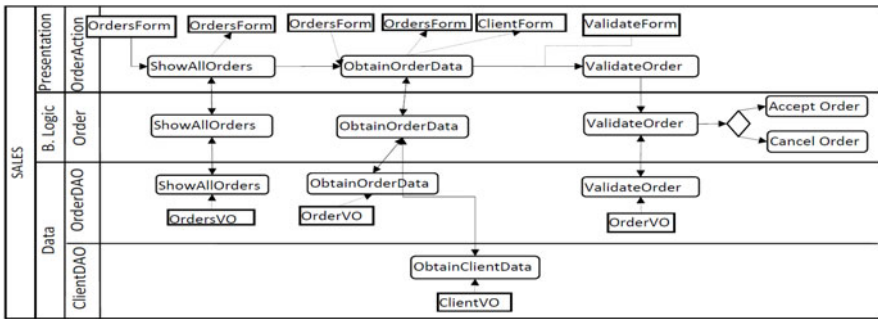 SALES
Presentation
OrderAction
OrdersForm
OrdersForm
OrdersForm
OrdersForm
ClientForm
ValidateForm
ShowAllOrders
ObtainOrderData
ValidateOrder
B. Logic
Order
ShowAllOrders
ObtainOrderData
ValidateOrder
Accept Order
Cancel Order
Data
OrderDAO
ShowAllOrders
ObtainOrderData
ValidateOrder
OrdersVO
OrderVO
OrderVO
ClientDAO
ObtainClientData
ClientVO